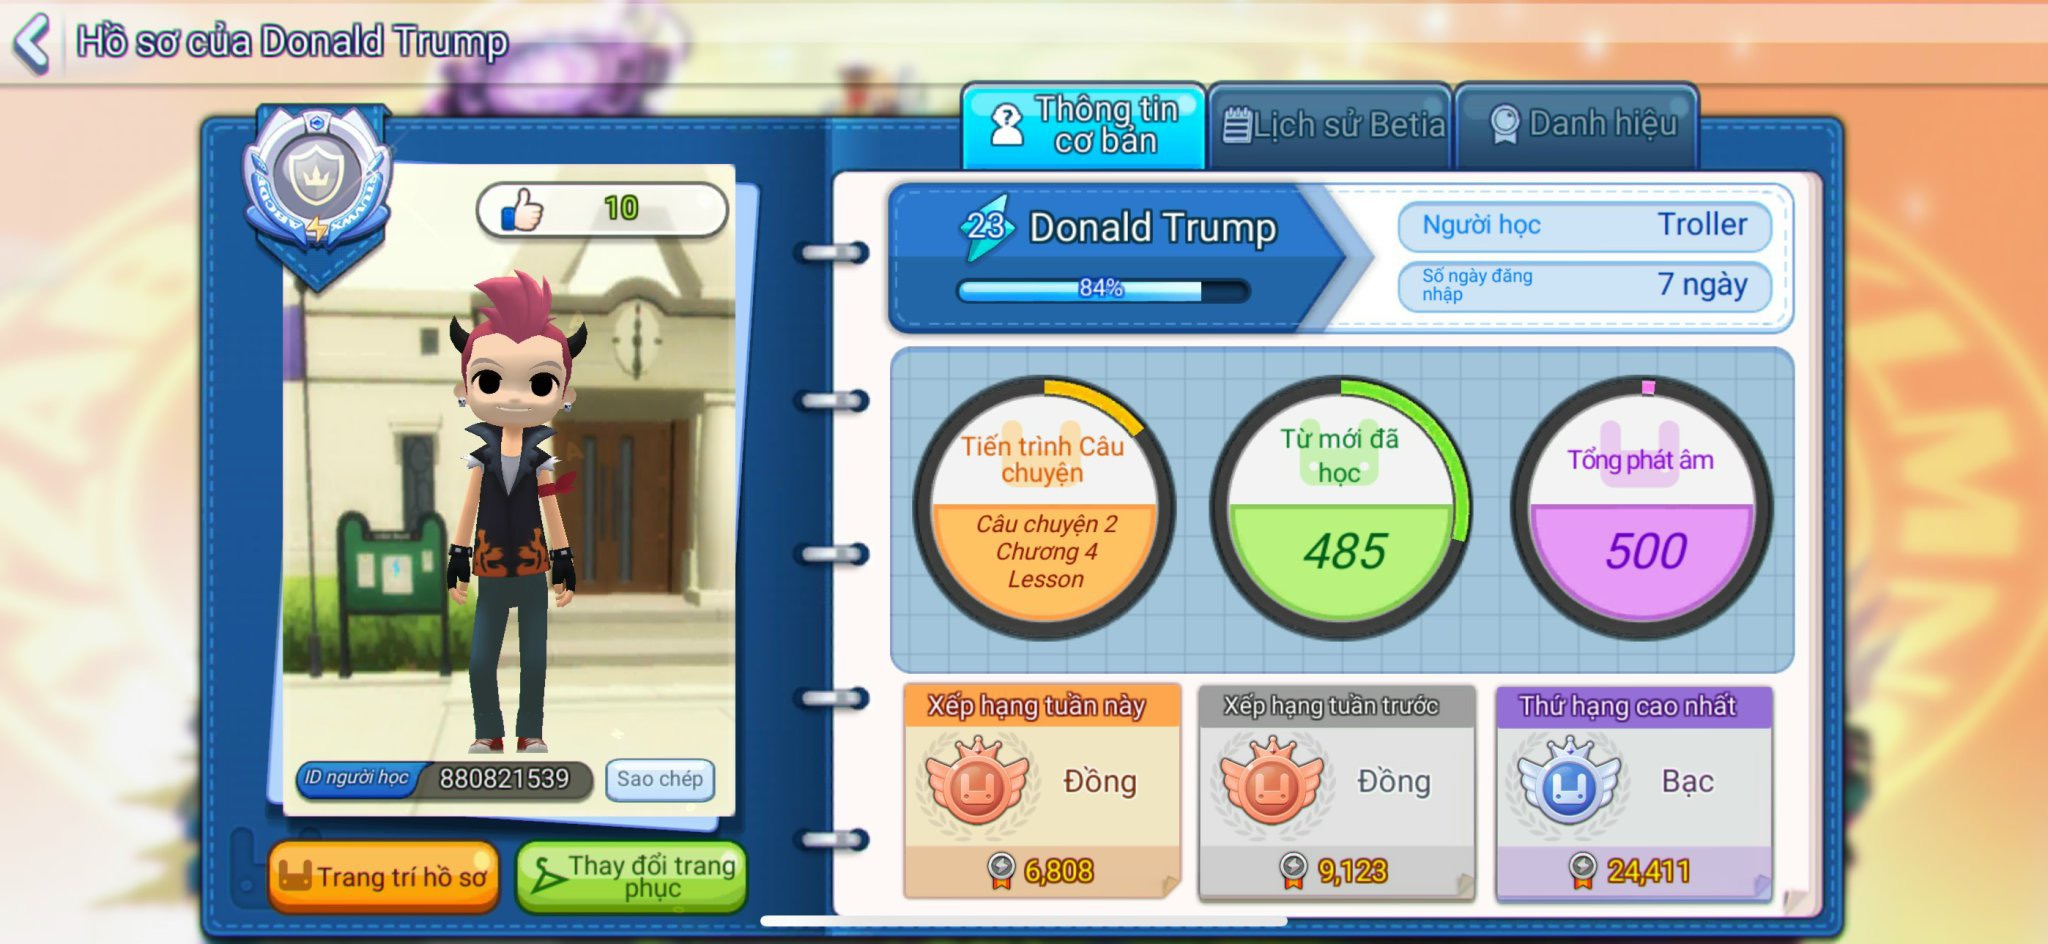 Hồ sơ của Donald Trump
10
ID người học
880821539
Sao chép
Trang trí hồ sơ
Thay đổi trang
phục
Thông tin
cơ bản
Lịch sử Betia
Danh hiệu
23
Donald Trump
84%
Người học
Troller
Số ngày đăng
nhập
7 ngày
Tiến trình Câu
chuyện
Câu chuyện 2
Chương 4
Lesson
Từ mới đã
học
485
Tổng phát âm
500
Xếp hạng tuần này
Đồng
6,808
Xếp hạng tuần trước
Đồng
9,123
Thứ hạng cao nhất
Bạc
24,411